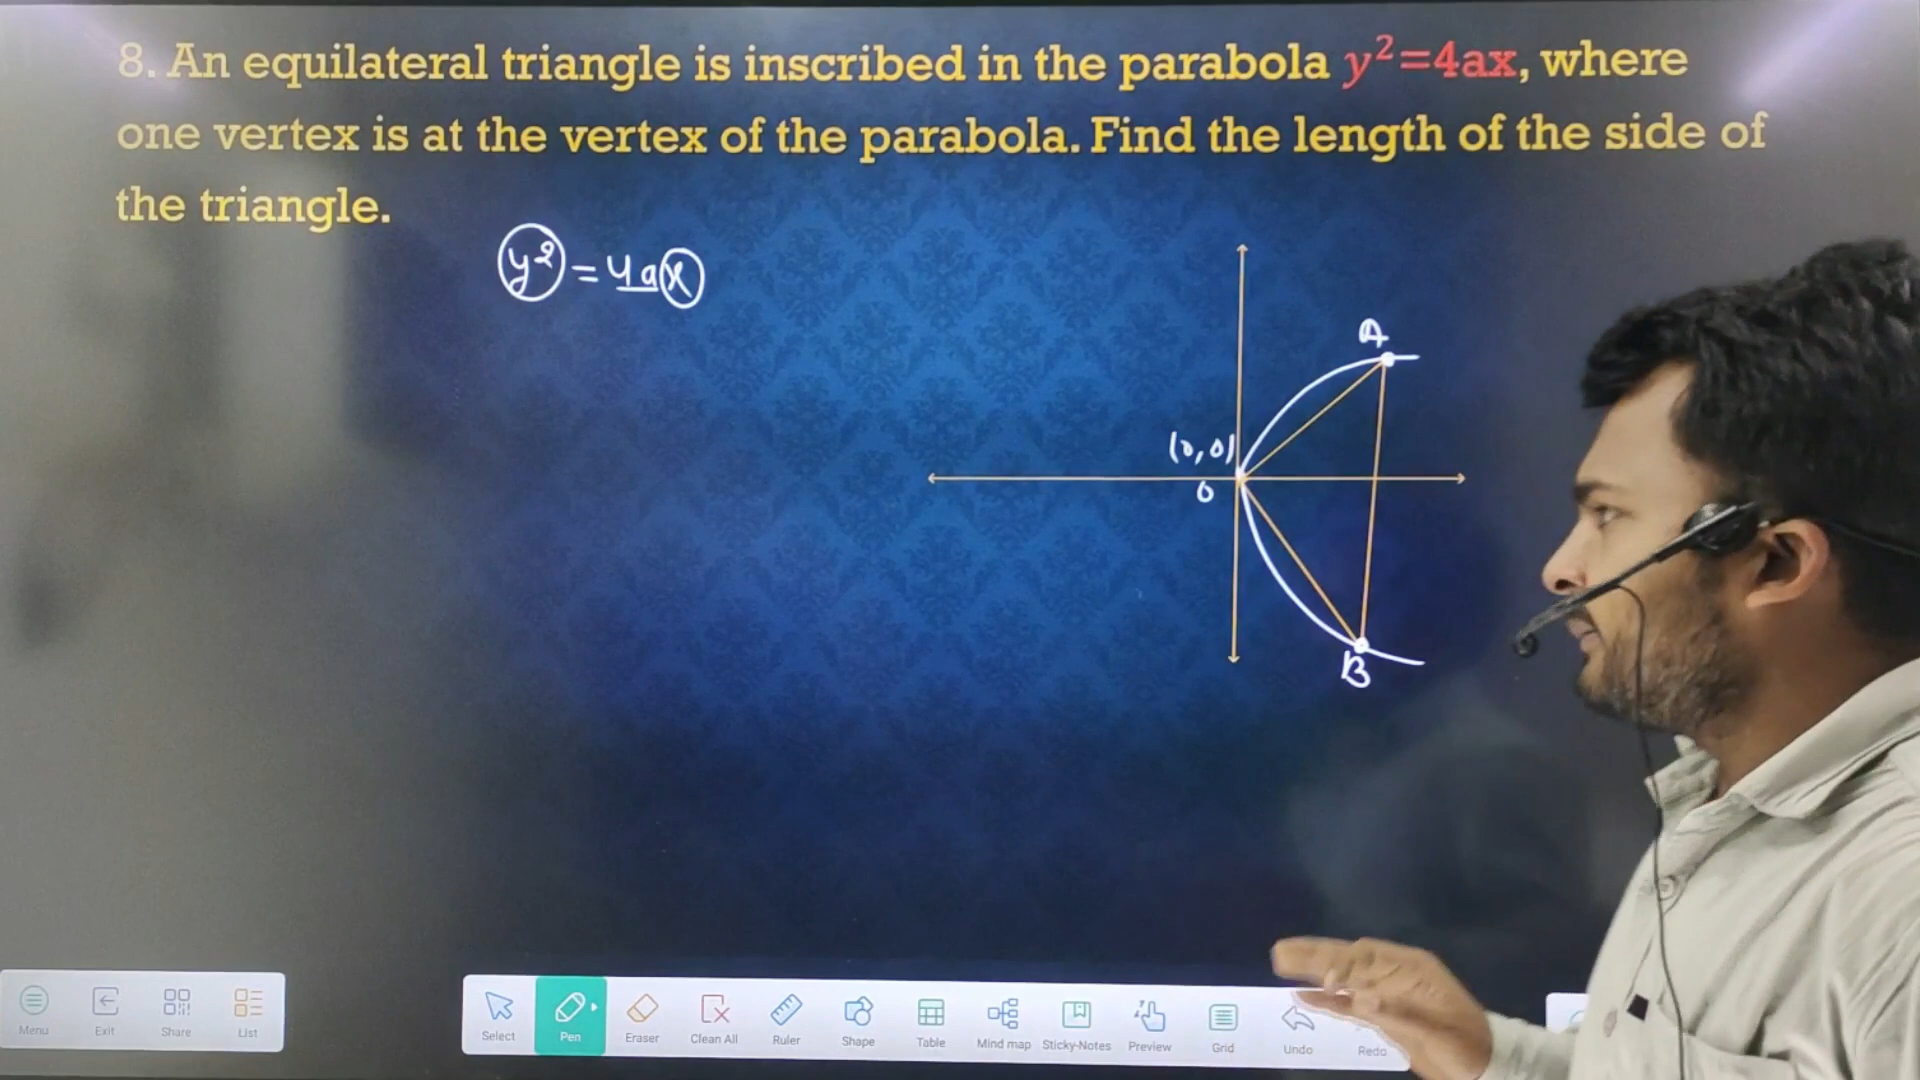 8. An equilateral triangle is inscribed in the parabola y²=4ax, where
one vertex is at the vertex of the parabola. Find the length of the side of
the triangle.
y² = 4ax
A
(0,0)
O
B
Menu Exit Share List
Select Pen Eraser Clean All Ruler Shape Table Mind map Sticky-Notes Preview Grid Undo Redo